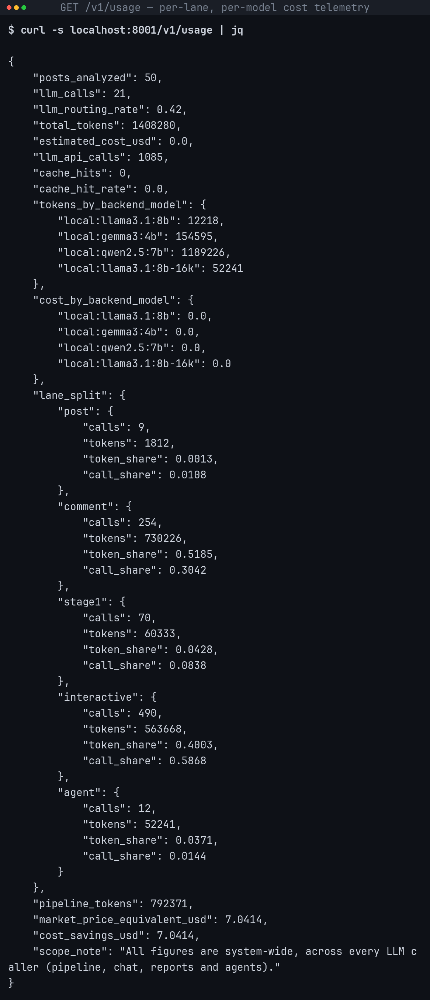 GET /v1/usage — per-lane, per-model cost telemetry
$ curl -s localhost:8001/v1/usage | jq
{
    "posts_analyzed": 50,
    "llm_calls": 21,
    "llm_routing_rate": 0.42,
    "total_tokens": 1408280,
    "estimated_cost_usd": 0.0,
    "llm_api_calls": 1085,
    "cache_hits": 0,
    "cache_hit_rate": 0.0,
    "tokens_by_backend_model": {
        "local:llama3.1:8b": 12218,
        "local:gemma3:4b": 154595,
        "local:qwen2.5:7b": 1189226,
        "local:llama3.1:8b-16k": 52241
    },
    "cost_by_backend_model": {
        "local:llama3.1:8b": 0.0,
        "local:gemma3:4b": 0.0,
        "local:qwen2.5:7b": 0.0,
        "local:llama3.1:8b-16k": 0.0
    },
    "lane_split": {
        "post": {
            "calls": 9,
            "tokens": 1812,
            "token_share": 0.0013,
            "call_share": 0.0108
        },
        "comment": {
            "calls": 254,
            "tokens": 730226,
            "token_share": 0.5185,
            "call_share": 0.3042
        },
        "stage1": {
            "calls": 70,
            "tokens": 60333,
            "token_share": 0.0428,
            "call_share": 0.0838
        },
        "interactive": {
            "calls": 490,
            "tokens": 563668,
            "token_share": 0.4003,
            "call_share": 0.5868
        },
        "agent": {
            "calls": 12,
            "tokens": 52241,
            "token_share": 0.0371,
            "call_share": 0.0144
        }
    },
    "pipeline_tokens": 792371,
    "market_price_equivalent_usd": 7.0414,
    "cost_savings_usd": 7.0414,
    "scope_note": "All figures are system-wide, across every LLM c
aller (pipeline, chat, reports and agents)."
}